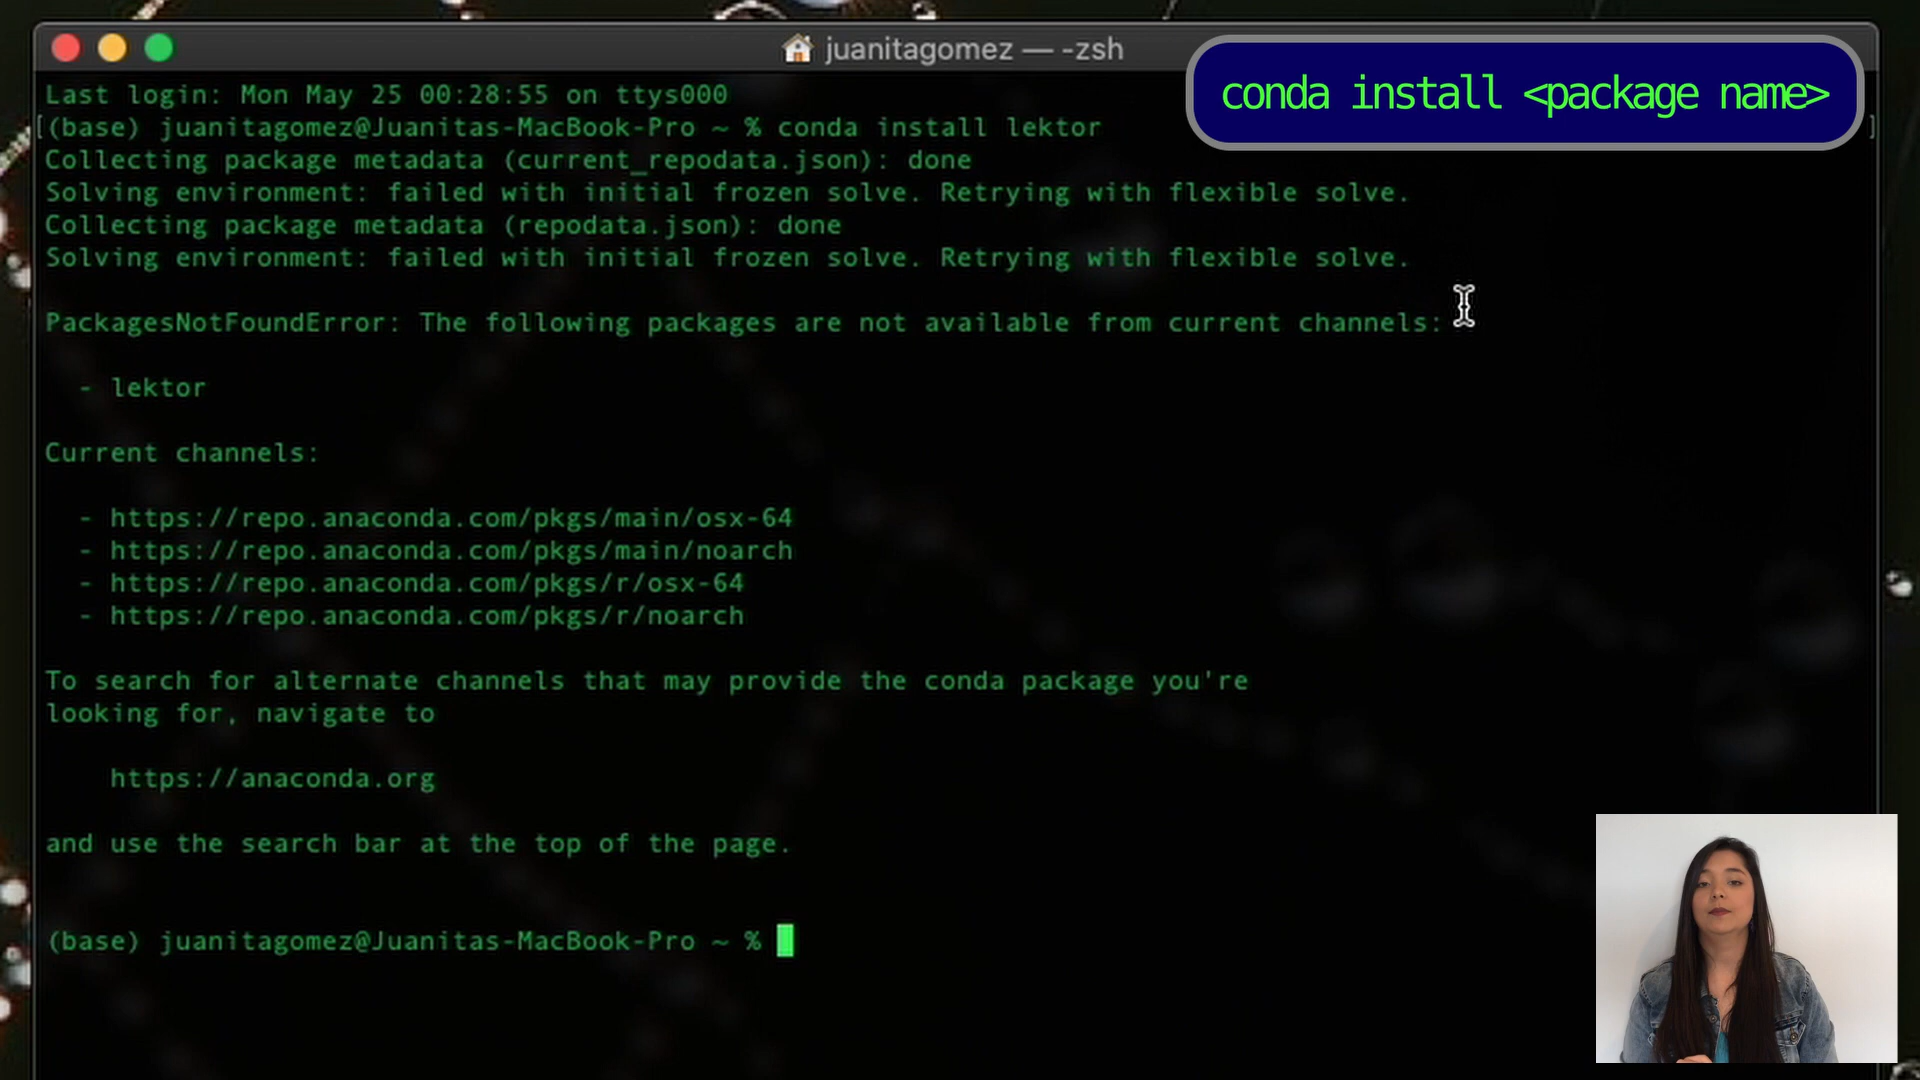 juanitagomez — -zsh
conda install <package name>
Last login: Mon May 25 00:28:55 on ttys000
[(base) juanitagomez@Juanitas-MacBook-Pro ~ % conda install lektor ]
Collecting package metadata (current_repodata.json): done
Solving environment: failed with initial frozen solve. Retrying with flexible solve.
Collecting package metadata (repodata.json): done
Solving environment: failed with initial frozen solve. Retrying with flexible solve.
PackagesNotFoundError: The following packages are not available from current channels:
- lektor
Current channels:
- https://repo.anaconda.com/pkgs/main/osx-64
- https://repo.anaconda.com/pkgs/main/noarch
- https://repo.anaconda.com/pkgs/r/osx-64
- https://repo.anaconda.com/pkgs/r/noarch
To search for alternate channels that may provide the conda package you're
looking for, navigate to
https://anaconda.org
and use the search bar at the top of the page.
(base) juanitagomez@Juanitas-MacBook-Pro ~ %